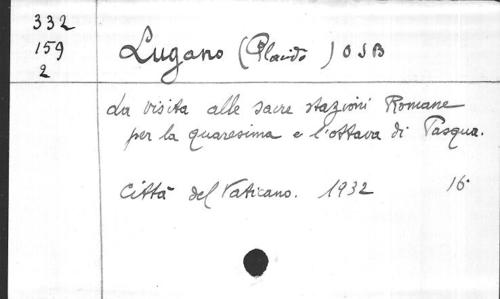 332
159
2
Lugano (Placido) OSB
La visita alle sacre stazioni Romane
per la quaresima e l'ottava di Pasqua.
Città del Vaticano. 1932 16°